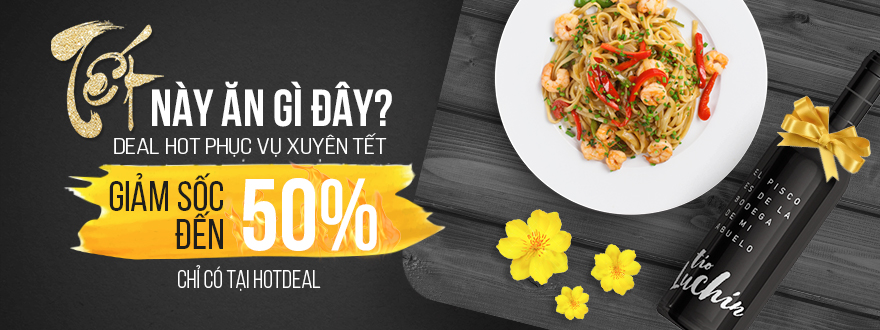 Tết
NÀY ĂN GÌ ĐÂY?
DEAL HOT PHỤC VỤ XUYÊN TẾT
GIẢM SỐC
ĐẾN
50%
CHỈ CÓ TẠI HOTDEAL
EL PISCO
ES DE LA
BODEGA
DE MI
ABUELO
tío
Luchín